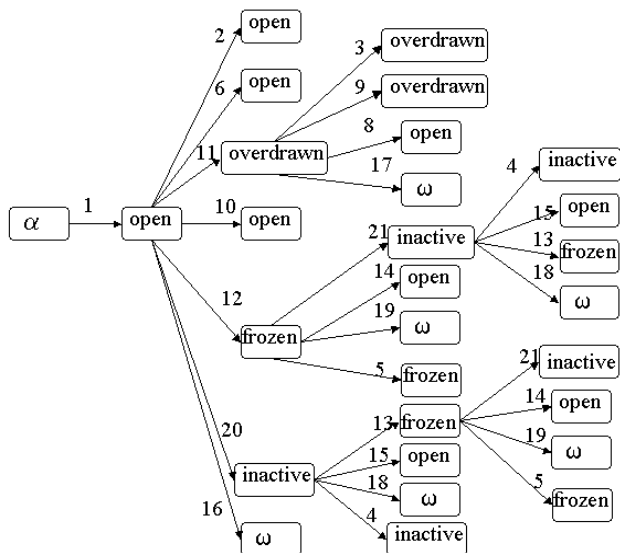 2
open
3
overdrawn
6
open
9
overdrawn
11
overdrawn
8
open
4
inactive
17
ω
15
open
α
1
open
10
open
21
inactive
13
frozen
14
open
18
ω
12
frozen
19
ω
5
frozen
21
inactive
13
frozen
14
open
20
inactive
15
open
19
ω
18
ω
5
frozen
16
ω
4
inactive